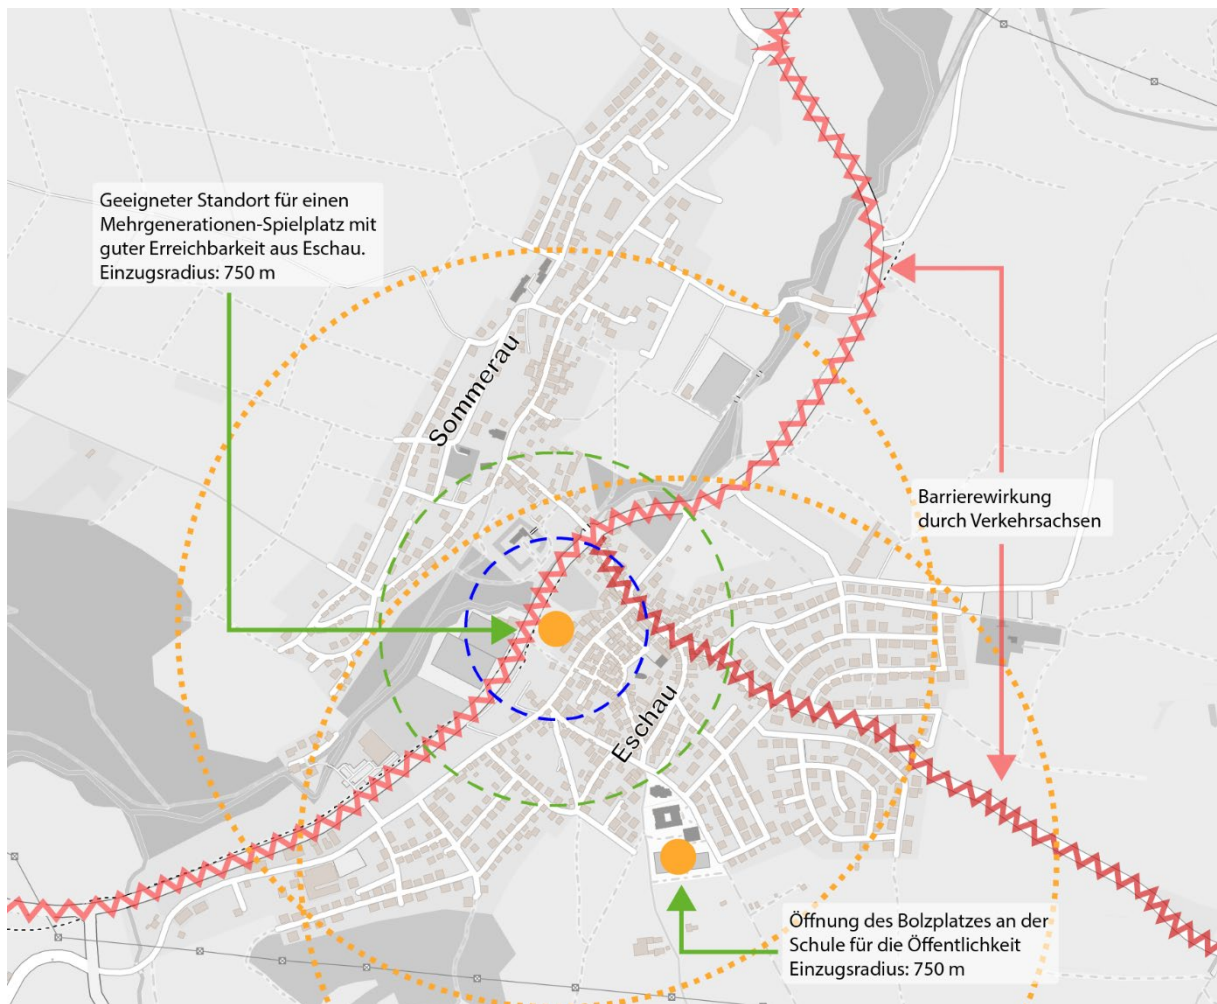 Geeigneter Standort für einen
Mehrgenerationen-Spielplatz mit
guter Erreichbarkeit aus Eschau.
Einzugsradius: 750 m
Sommerau
Barrierewirkung
durch Verkehrsachsen
Eschau
Öffnung des Bolzplatzes an der
Schule für die Öffentlichkeit
Einzugsradius: 750 m